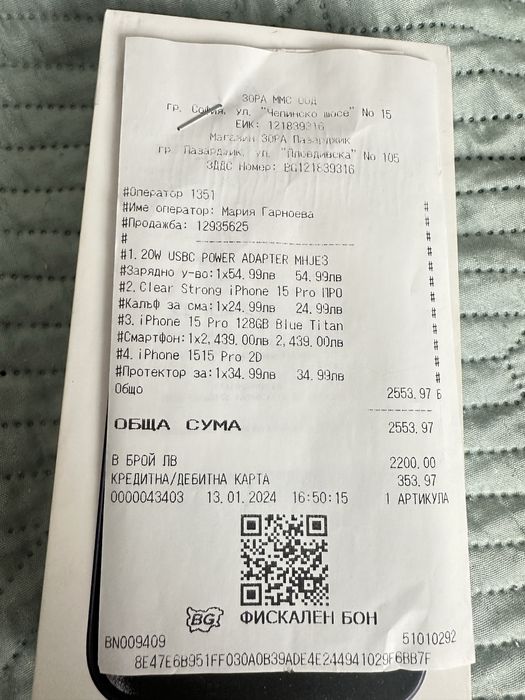 ЗОРА ММС ООД
гр. София, ул. "Челинско шосе" No 15
ЕИК: 121839316
Магазин ЗОРА Пазарджик
гр. Пазарджик, ул. "Пловдивска" No 105
ЗДДС Номер: BG121839316
#Оператор 1351 #
#Име оператор: Мария Гарноева #
#Продажба: 12935625 #
# #
#1. 20W USBC POWER ADAPTER MHJE3 #
#Зарядно у-во:1x54.99лв 54.99лв #
#2. Clear Strong iPhone 15 Pro ПРО #
#Калъф за сма:1x24.99лв 24.99лв #
#3. iPhone 15 Pro 128GB Blue Titan #
#Смартфон:1x2,439.00лв 2,439.00лв #
#4. iPhone 1515 Pro 2D #
#Протектор за:1x34.99лв 34.99лв #
Общо 2553.97 Б
ОБЩА СУМА 2553.97
В БРОЙ ЛВ 2200.00
КРЕДИТНА/ДЕБИТНА КАРТА 353.97
0000043403 13.01.2024 16:50:15 1 АРТИКУЛА
BG ФИСКАЛЕН БОН
BN009409 51010292
8E47E6B951FF030A0B39ADE4E244941029F6BB7F